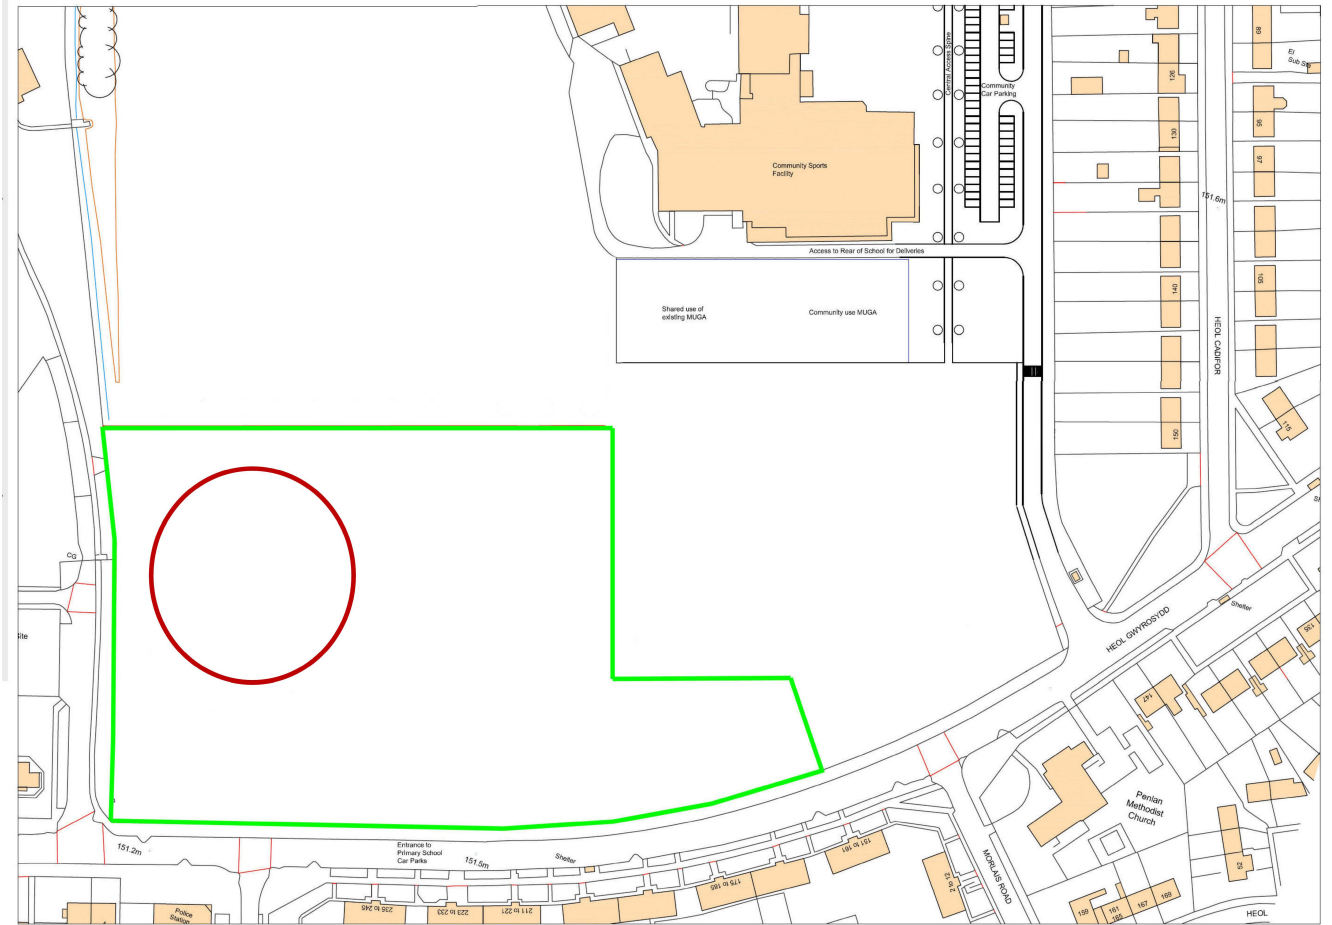 89
El
Sub Sta
Central Access Spine
Community
Car Parking
126
130
95
97
Community Sports
Facility
151.6m
Access to Rear of School for Deliveries
105
140
Shared use of
existing MUGA
Community use MUGA
HEOL CADIFOR
115
150
CG
Shelter
HEOL GWYROSYDD
135
147
Penlan
Methodist
Church
151.2m
Entrance to
Primary School
Car Parks
151.5m
Shelter
151 to 161
175 to 185
2 to 12
MORLAIS ROAD
52
159
161
165
167
169
HEOL
Police
Station
235 to 245
223 to 233
211 to 221